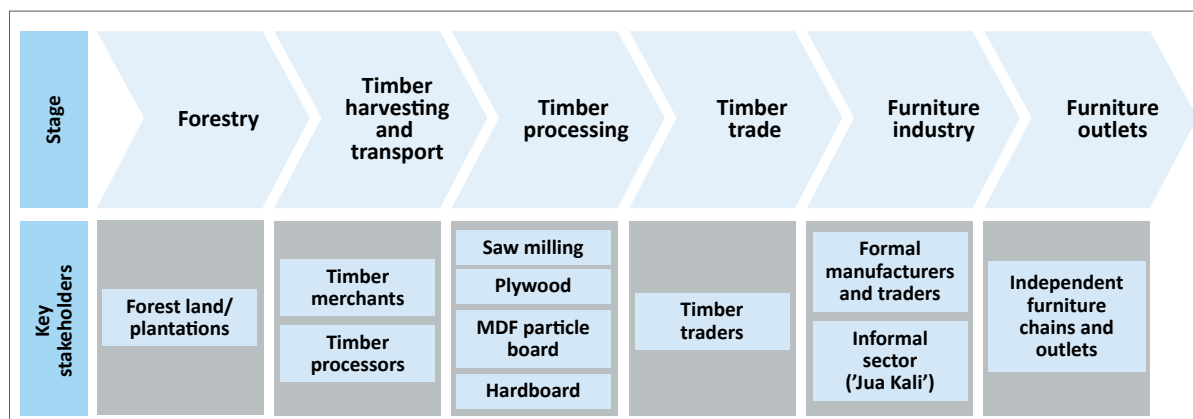 Stage
Forestry
Timber
harvesting
and
transport
Timber
processing
Timber
trade
Furniture
industry
Furniture
outlets
Key
stakeholders
Forest land/
plantations
Timber
merchants
Timber
processors
Saw milling
Plywood
MDF particle
board
Hardboard
Timber
traders
Formal
manufacturers
and traders
Informal
sector
('Jua Kali')
Independent
furniture
chains and
outlets